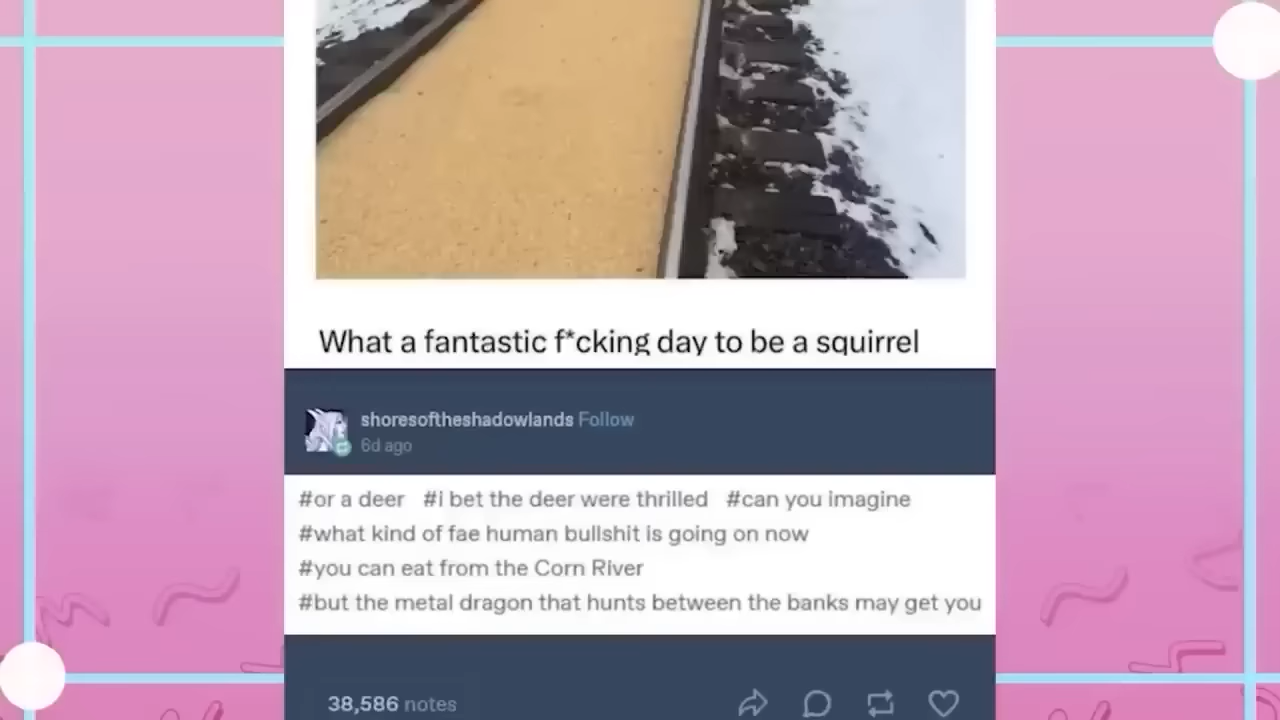 What a fantastic f*cking day to be a squirrel
shoresoftheshadowlands Follow
6d ago
#or a deer #i bet the deer were thrilled #can you imagine
#what kind of fae human bullshit is going on now
#you can eat from the Corn River
#but the metal dragon that hunts between the banks may get you
38,586 notes